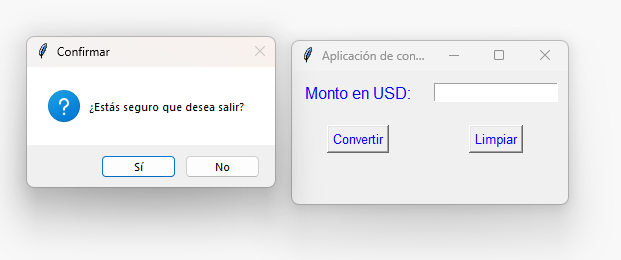 Confirmar
¿Estás seguro que desea salir?
Sí
No
Aplicación de con...
Monto en USD:
Convertir
Limpiar